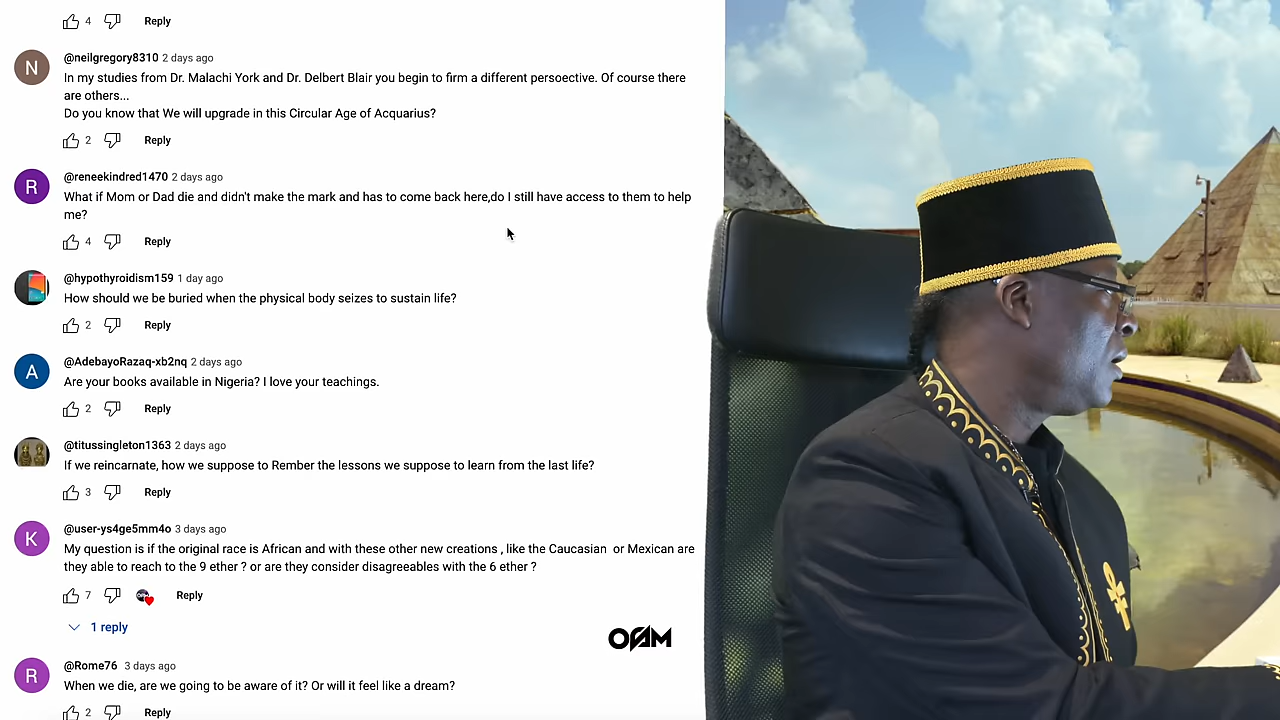 4 Reply
N @neilgregory8310 2 days ago
In my studies from Dr. Malachi York and Dr. Delbert Blair you begin to firm a different persoective. Of course there
are others...
Do you know that We will upgrade in this Circular Age of Acquarius?
2 Reply
R @reneekindred1470 2 days ago
What if Mom or Dad die and didn't make the mark and has to come back here,do I still have access to them to help
me?
4 Reply
@hypothyroidism159 1 day ago
How should we be buried when the physical body seizes to sustain life?
2 Reply
A @AdebayoRazaq-xb2nq 2 days ago
Are your books available in Nigeria? I love your teachings.
2 Reply
@titussingleton1363 2 days ago
If we reincarnate, how we suppose to Rember the lessons we suppose to learn from the last life?
3 Reply
K @user-ys4ge5mm4o 3 days ago
My question is if the original race is African and with these other new creations , like the Caucasian or Mexican are
they able to reach to the 9 ether ? or are they consider disagreeables with the 6 ether ?
7 Reply
1 reply
OFAM
R @Rome76 3 days ago
When we die, are we going to be aware of it? Or will it feel like a dream?
2 Reply